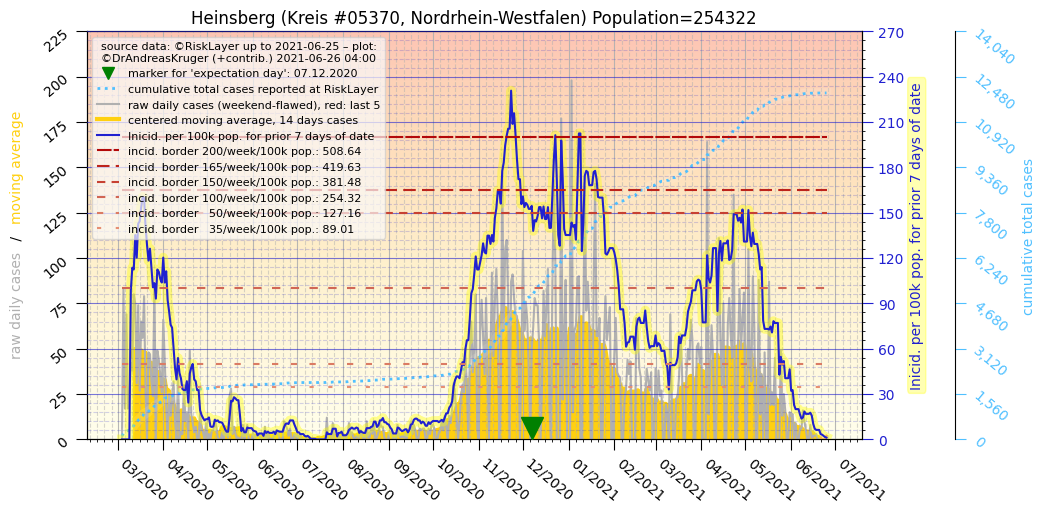 Heinsberg (Kreis #05370, Nordrhein-Westfalen) Population=254322
source data: ©RiskLayer up to 2021-06-25 – plot:
©DrAndreasKruger (+contrib.) 2021-06-26 04:00
marker for 'expectation day': 07.12.2020
cumulative total cases reported at RiskLayer
raw daily cases (weekend-flawed), red: last 5
centered moving average, 14 days cases
Inicid. per 100k pop. for prior 7 days of date
incid. border 200/week/100k pop.: 508.64
incid. border 165/week/100k pop.: 419.63
incid. border 150/week/100k pop.: 381.48
incid. border 100/week/100k pop.: 254.32
incid. border 50/week/100k pop.: 127.16
incid. border 35/week/100k pop.: 89.01
raw daily cases / moving average
225
200
175
150
125
100
75
50
25
0
03/2020
04/2020
05/2020
06/2020
07/2020
08/2020
09/2020
10/2020
11/2020
12/2020
01/2021
02/2021
03/2021
04/2021
05/2021
06/2021
07/2021
270
240
210
180
150
120
90
60
30
0
Inicid. per 100k pop. for prior 7 days of date
14,040
12,480
10,920
9,360
7,800
6,240
4,680
3,120
1,560
0
cumulative total cases